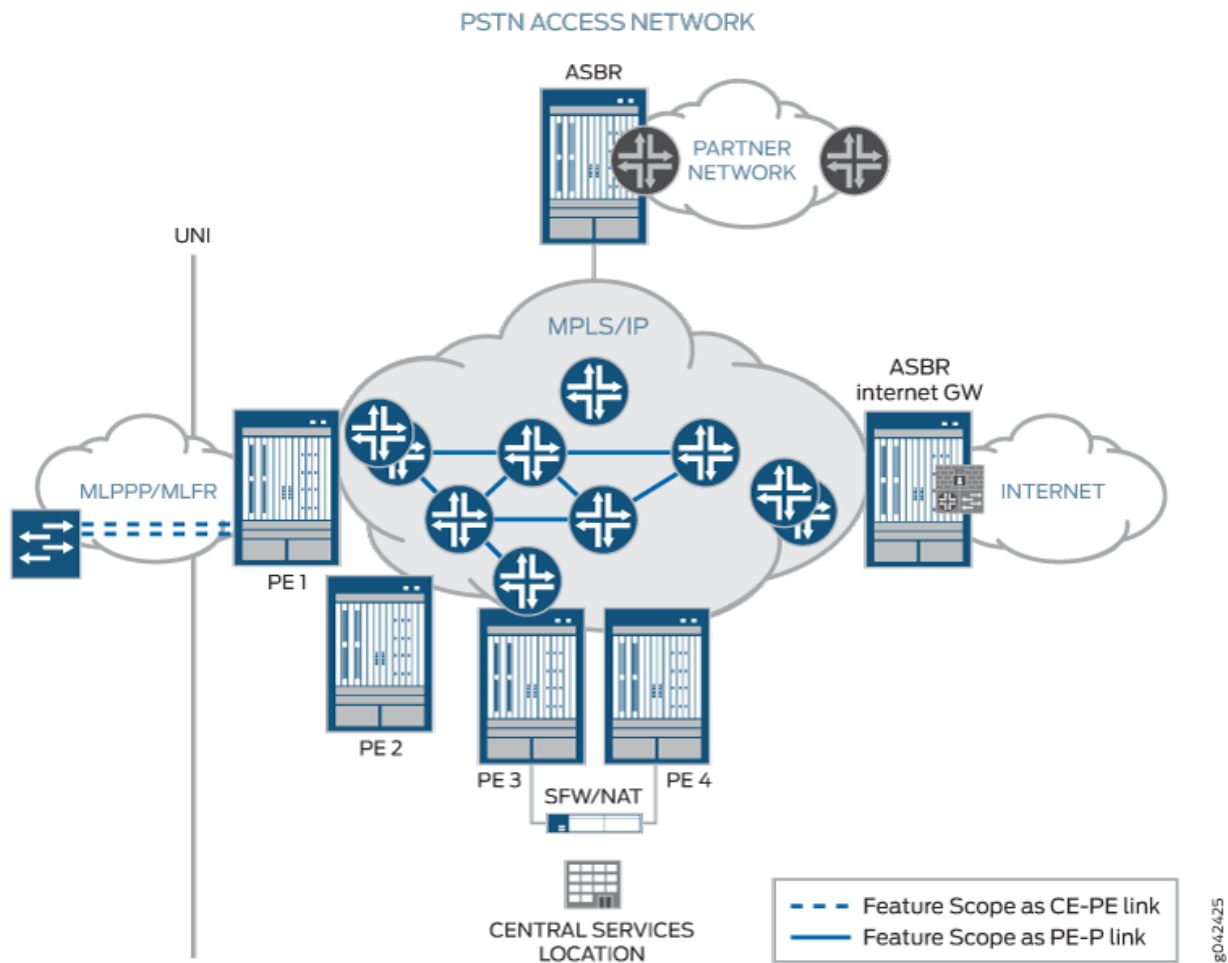 PSTN ACCESS NETWORK
ASBR
PARTNER
NETWORK
UNI
MPLS/IP
ASBR
internet GW
MLPPP/MLFR
INTERNET
PE 1
PE 2
PE 3
PE 4
SFW/NAT
CENTRAL SERVICES
LOCATION
Feature Scope as CE-PE link
Feature Scope as PE-P link
g042425